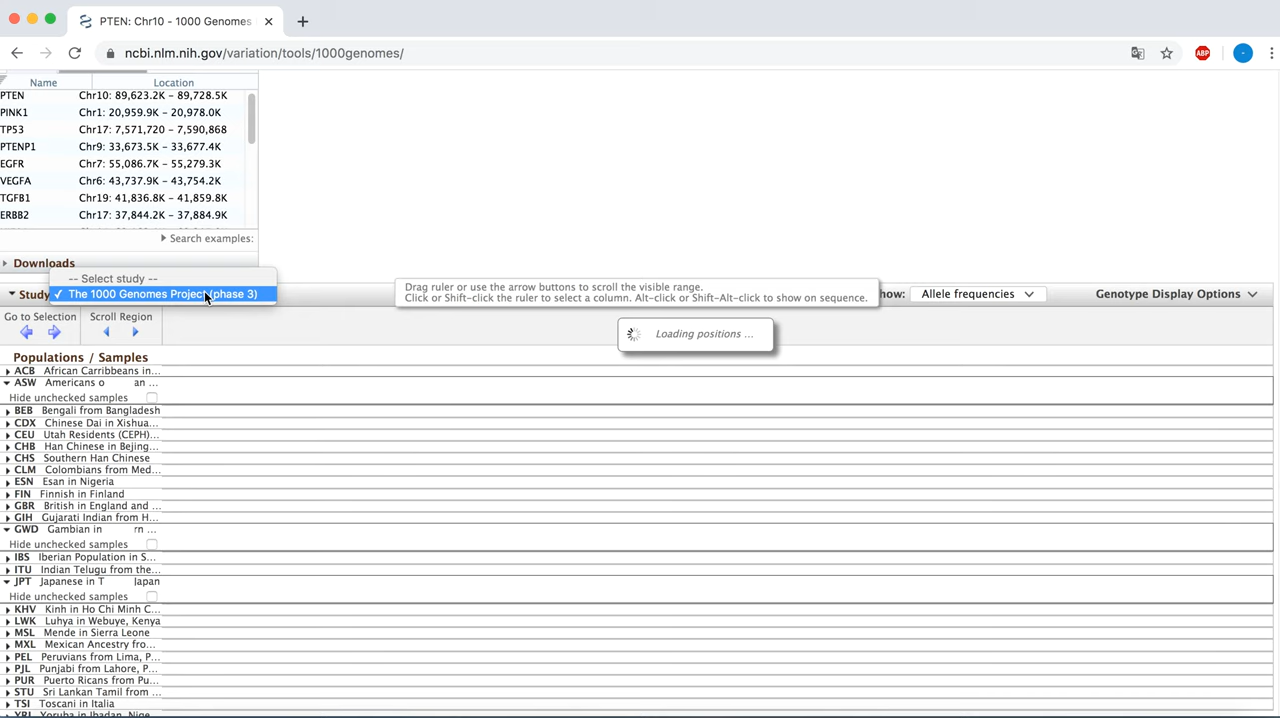 PTEN: Chr10 - 1000 Genomes
ncbi.nlm.nih.gov/variation/tools/1000genomes/
ABP
-
Name Location
PTEN Chr10: 89,623.2K – 89,728.5K
PINK1 Chr1: 20,959.9K – 20,978.0K
TP53 Chr17: 7,571,720 – 7,590,868
PTENP1 Chr9: 33,673.5K – 33,677.4K
EGFR Chr7: 55,086.7K – 55,279.3K
VEGFA Chr6: 43,737.9K – 43,754.2K
TGFB1 Chr19: 41,836.8K – 41,859.8K
ERBB2 Chr17: 37,844.2K – 37,884.9K
Search examples:
Downloads
-- Select study --
Study ✓ The 1000 Genomes Project (phase 3)
Drag ruler or use the arrow buttons to scroll the visible range.
Click or Shift-click the ruler to select a column. Alt-click or Shift-Alt-click to show on sequence.
how: Allele frequencies Genotype Display Options
Go to Selection Scroll Region
Loading positions ...
Populations / Samples
ACB African Carribbeans in...
ASW Americans o an ...
Hide unchecked samples
BEB Bengali from Bangladesh
CDX Chinese Dai in Xishua...
CEU Utah Residents (CEPH)...
CHB Han Chinese in Bejing...
CHS Southern Han Chinese
CLM Colombians from Med...
ESN Esan in Nigeria
FIN Finnish in Finland
GBR British in England and ...
GIH Gujarati Indian from H...
GWD Gambian in rn ...
Hide unchecked samples
IBS Iberian Population in S...
ITU Indian Telugu from the...
JPT Japanese in T Japan
Hide unchecked samples
KHV Kinh in Ho Chi Minh C...
LWK Luhya in Webuye, Kenya
MSL Mende in Sierra Leone
MXL Mexican Ancestry fro...
PEL Peruvians from Lima, P...
PJL Punjabi from Lahore, P...
PUR Puerto Ricans from Pu...
STU Sri Lankan Tamil from ...
TSI Toscani in Italia
YRI Yoruba in Ibadan, Nige...